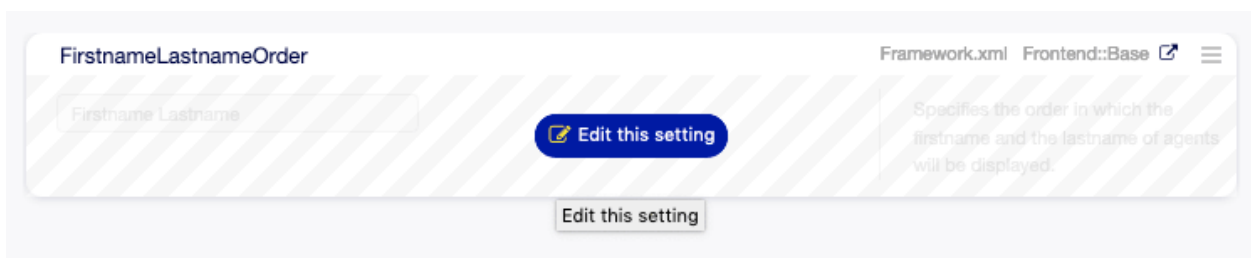 FirstnameLastnameOrder
Framework.xml Frontend::Base
Firstname Lastname
Edit this setting
Specifies the order in which the
firstname and the lastname of agents
will be displayed.
Edit this setting